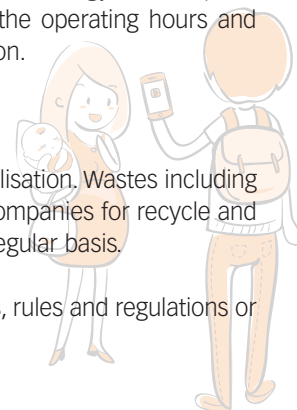 the operating hours and
on.
lisation. Wastes including
ompanies for recycle and
egular basis.
, rules and regulations or